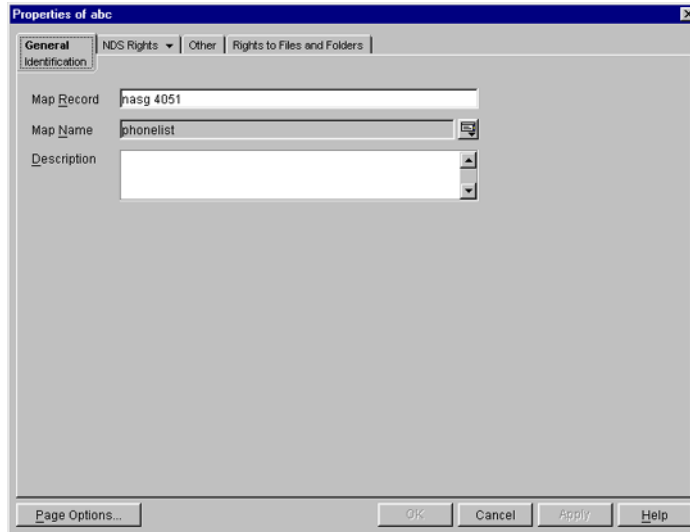 Properties of abc
General
NDS Rights
Other
Rights to Files and Folders
Identification
Map Record
nasg 4051
Map Name
phonelist
Description
Page Options...
OK
Cancel
Apply
Help